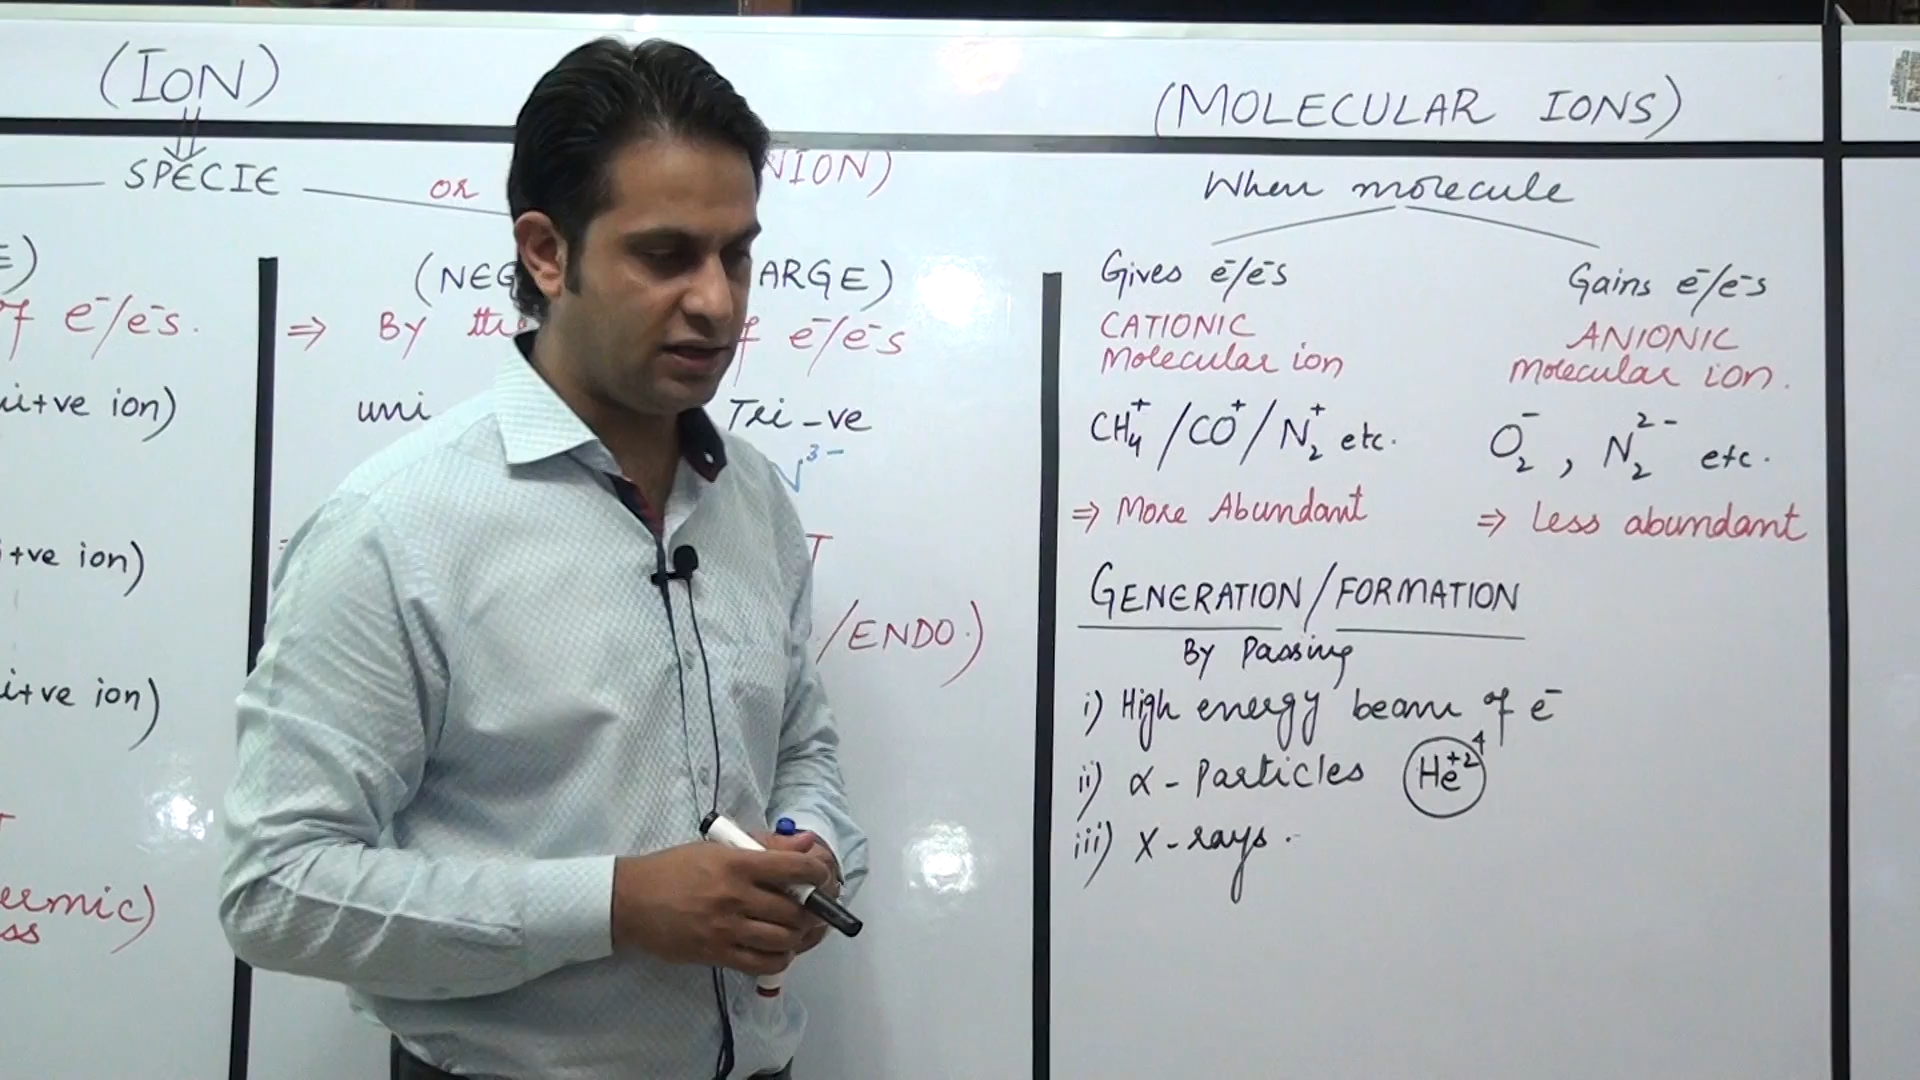 (ION)
SPECIE
or
NION)
(NEG ARGE)
f e⁻/e⁻s.
⇒ By f e⁻/e⁻s
i+ve ion)
uni Tri -ve
N³⁻
+ve ion)
T
/ENDO.)
i+ve ion)
ermic)
ss
(MOLECULAR IONS)
When molecule
Gives e⁻/e⁻s
CATIONIC
Molecular ion
CH₄⁺/CO⁺/N₂⁺ etc.
⇒ More Abundant
Gains e⁻/e⁻s
ANIONIC
molecular ion.
O₂⁻, N₂²⁻ etc.
⇒ Less abundant
GENERATION/FORMATION
By Passing
i) High energy beam of e⁻
ii) α-Particles He⁺² 4
iii) X-rays.